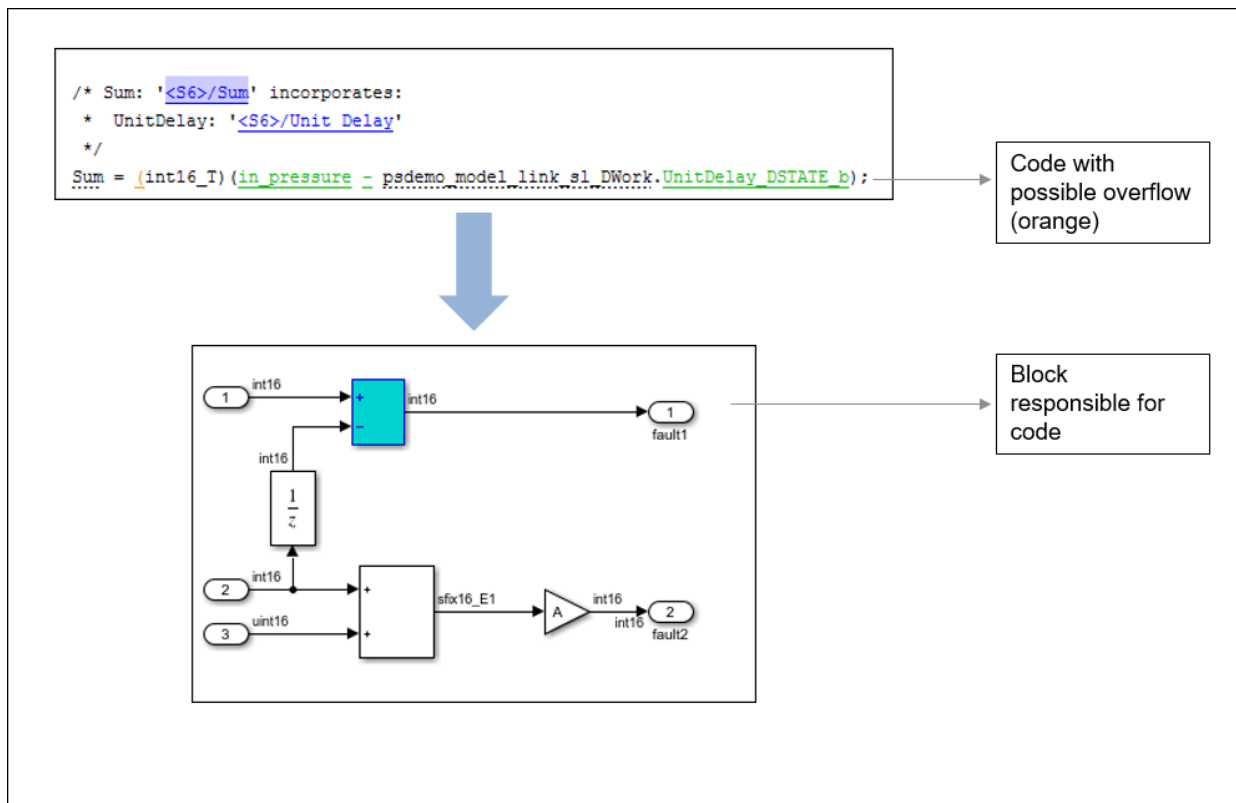 /* Sum: '<S6>/Sum' incorporates:
 *  UnitDelay: '<S6>/Unit Delay'
 */
Sum = (int16_T)(in_pressure - psdemo_model_link_sl_DWork.UnitDelay_DSTATE_b);
Code with
possible overflow
(orange)
Block
responsible for
code
int16
1
+
-
int16
1
fault1
int16
1
z
int16
2
+
sfix16_E1
A
int16
int16
2
fault2
uint16
3
+